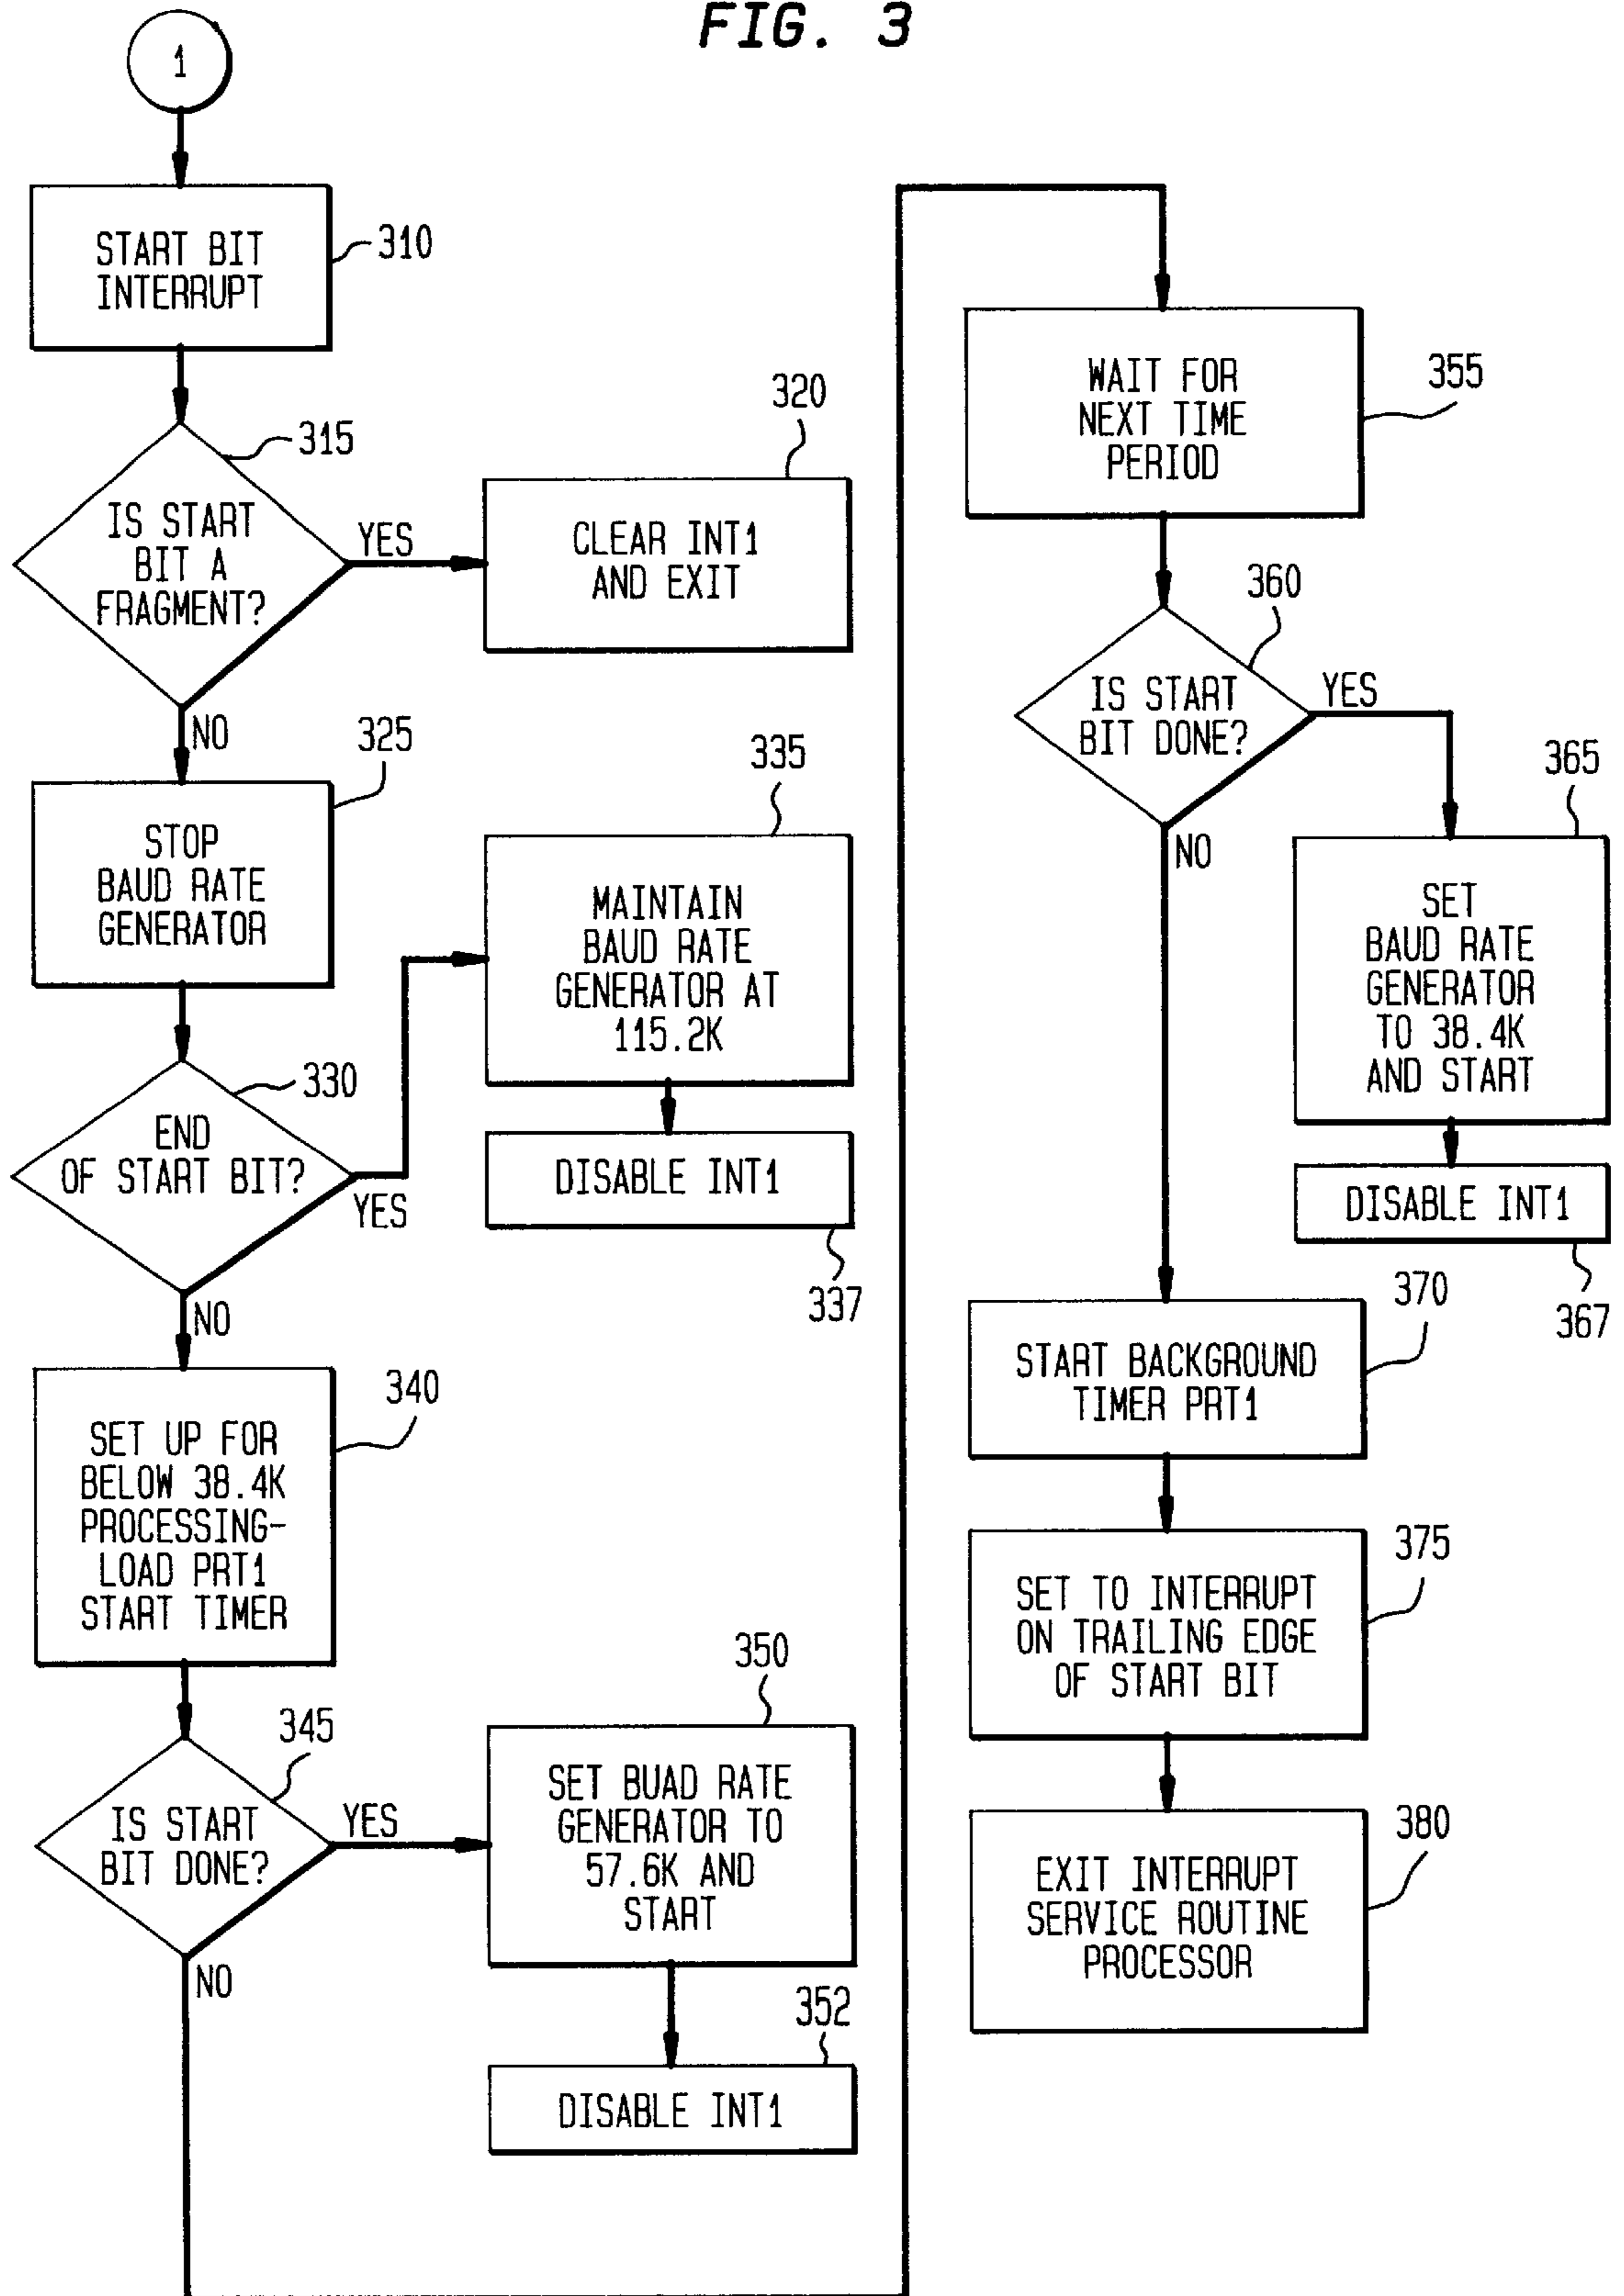 FIG. 3
1
START BIT
INTERRUPT
310
315
IS START
BIT A
FRAGMENT?
YES
NO
320
CLEAR INT1
AND EXIT
325
STOP
BAUD RATE
GENERATOR
330
END
OF START BIT?
YES
NO
335
MAINTAIN
BAUD RATE
GENERATOR AT
115.2K
DISABLE INT1
337
340
SET UP FOR
BELOW 38.4K
PROCESSING-
LOAD PRT1
START TIMER
345
IS START
BIT DONE?
YES
NO
350
SET BUAD RATE
GENERATOR TO
57.6K AND
START
352
DISABLE INT1
WAIT FOR
NEXT TIME
PERIOD
355
360
IS START
BIT DONE?
YES
NO
365
SET
BAUD RATE
GENERATOR
TO 38.4K
AND START
DISABLE INT1
367
370
START BACKGROUND
TIMER PRT1
375
SET TO INTERRUPT
ON TRAILING EDGE
OF START BIT
380
EXIT INTERRUPT
SERVICE ROUTINE
PROCESSOR